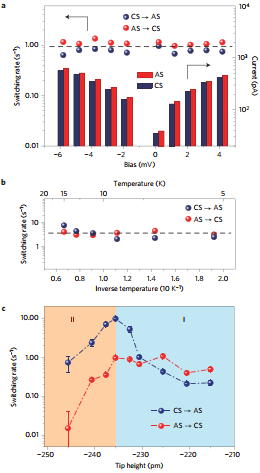 a
CS → AS
AS → CS
10⁴
10³
10²
Current (pA)
1.00
0.10
0.01
Switching rate (s⁻¹)
AS
CS
−6
−4
−2
0
2
4
Bias (mV)
b
Temperature (K)
20
15
10
5
CS → AS
AS → CS
10
1
Switching rate (s⁻¹)
0.6
0.8
1.0
1.2
1.4
1.6
1.8
2.0
Inverse temperature (10 K⁻¹)
c
II
I
10.00
1.00
0.10
0.01
Switching rate (s⁻¹)
CS → AS
AS → CS
−250
−240
−230
−220
−210
Tip height (pm)